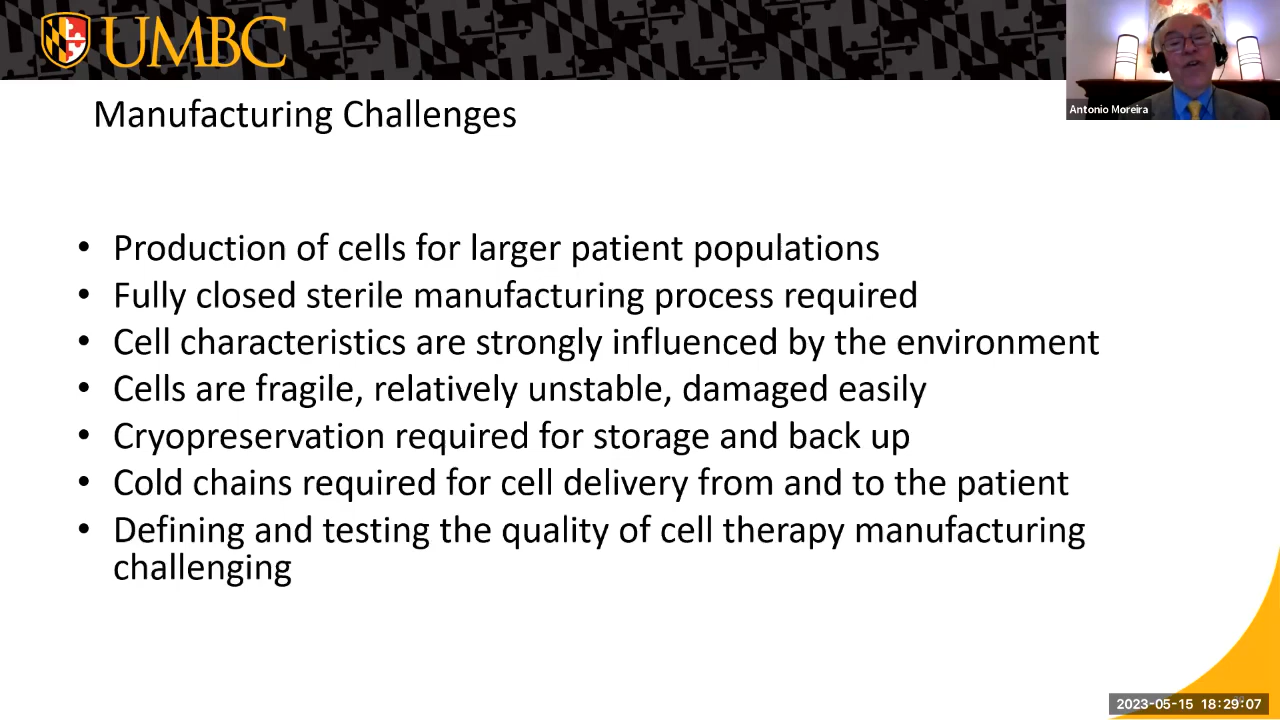 UMBC
Antonio Moreira
Manufacturing Challenges
• Production of cells for larger patient populations
• Fully closed sterile manufacturing process required
• Cell characteristics are strongly influenced by the environment
• Cells are fragile, relatively unstable, damaged easily
• Cryopreservation required for storage and back up
• Cold chains required for cell delivery from and to the patient
• Defining and testing the quality of cell therapy manufacturing
challenging
2023-05-15 18:29:07